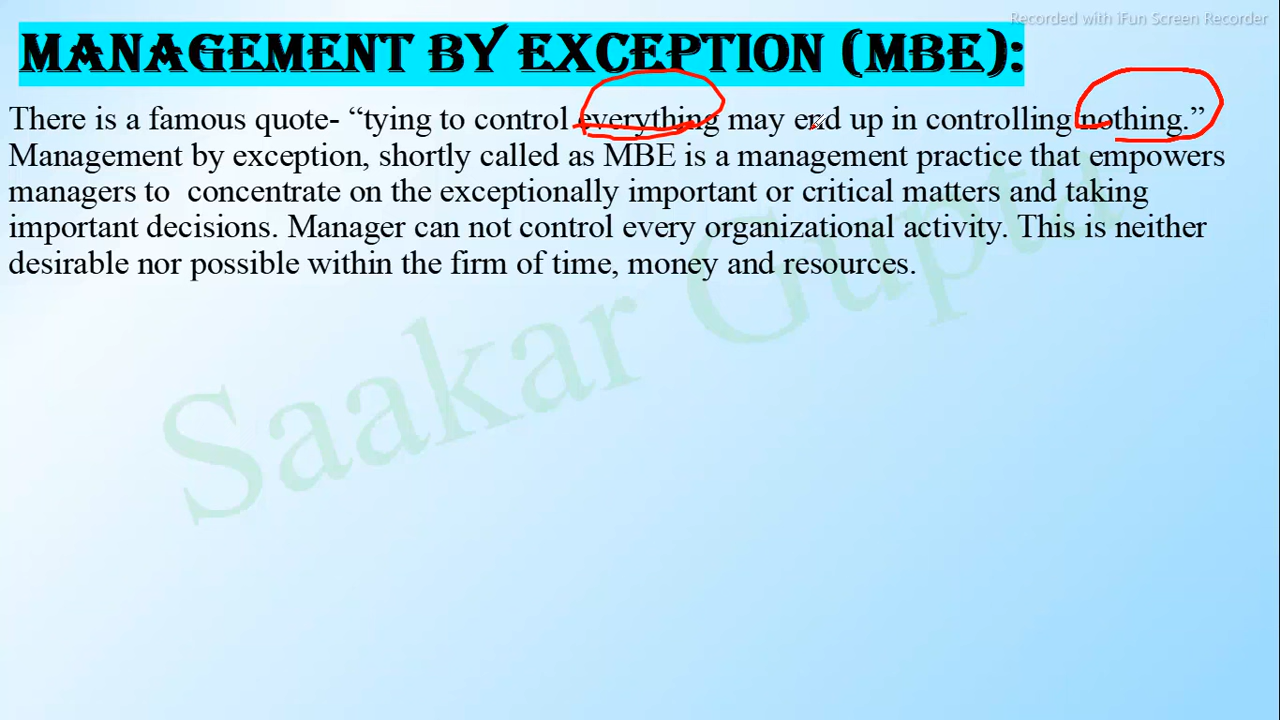 Recorded with iFun Screen Recorder
MANAGEMENT BY EXCEPTION (MBE):
There is a famous quote- “tying to control everything may end up in controlling nothing.”
Management by exception, shortly called as MBE is a management practice that empowers
managers to  concentrate on the exceptionally important or critical matters and taking
important decisions. Manager can not control every organizational activity. This is neither
desirable nor possible within the firm of time, money and resources.
Saakar Gupta